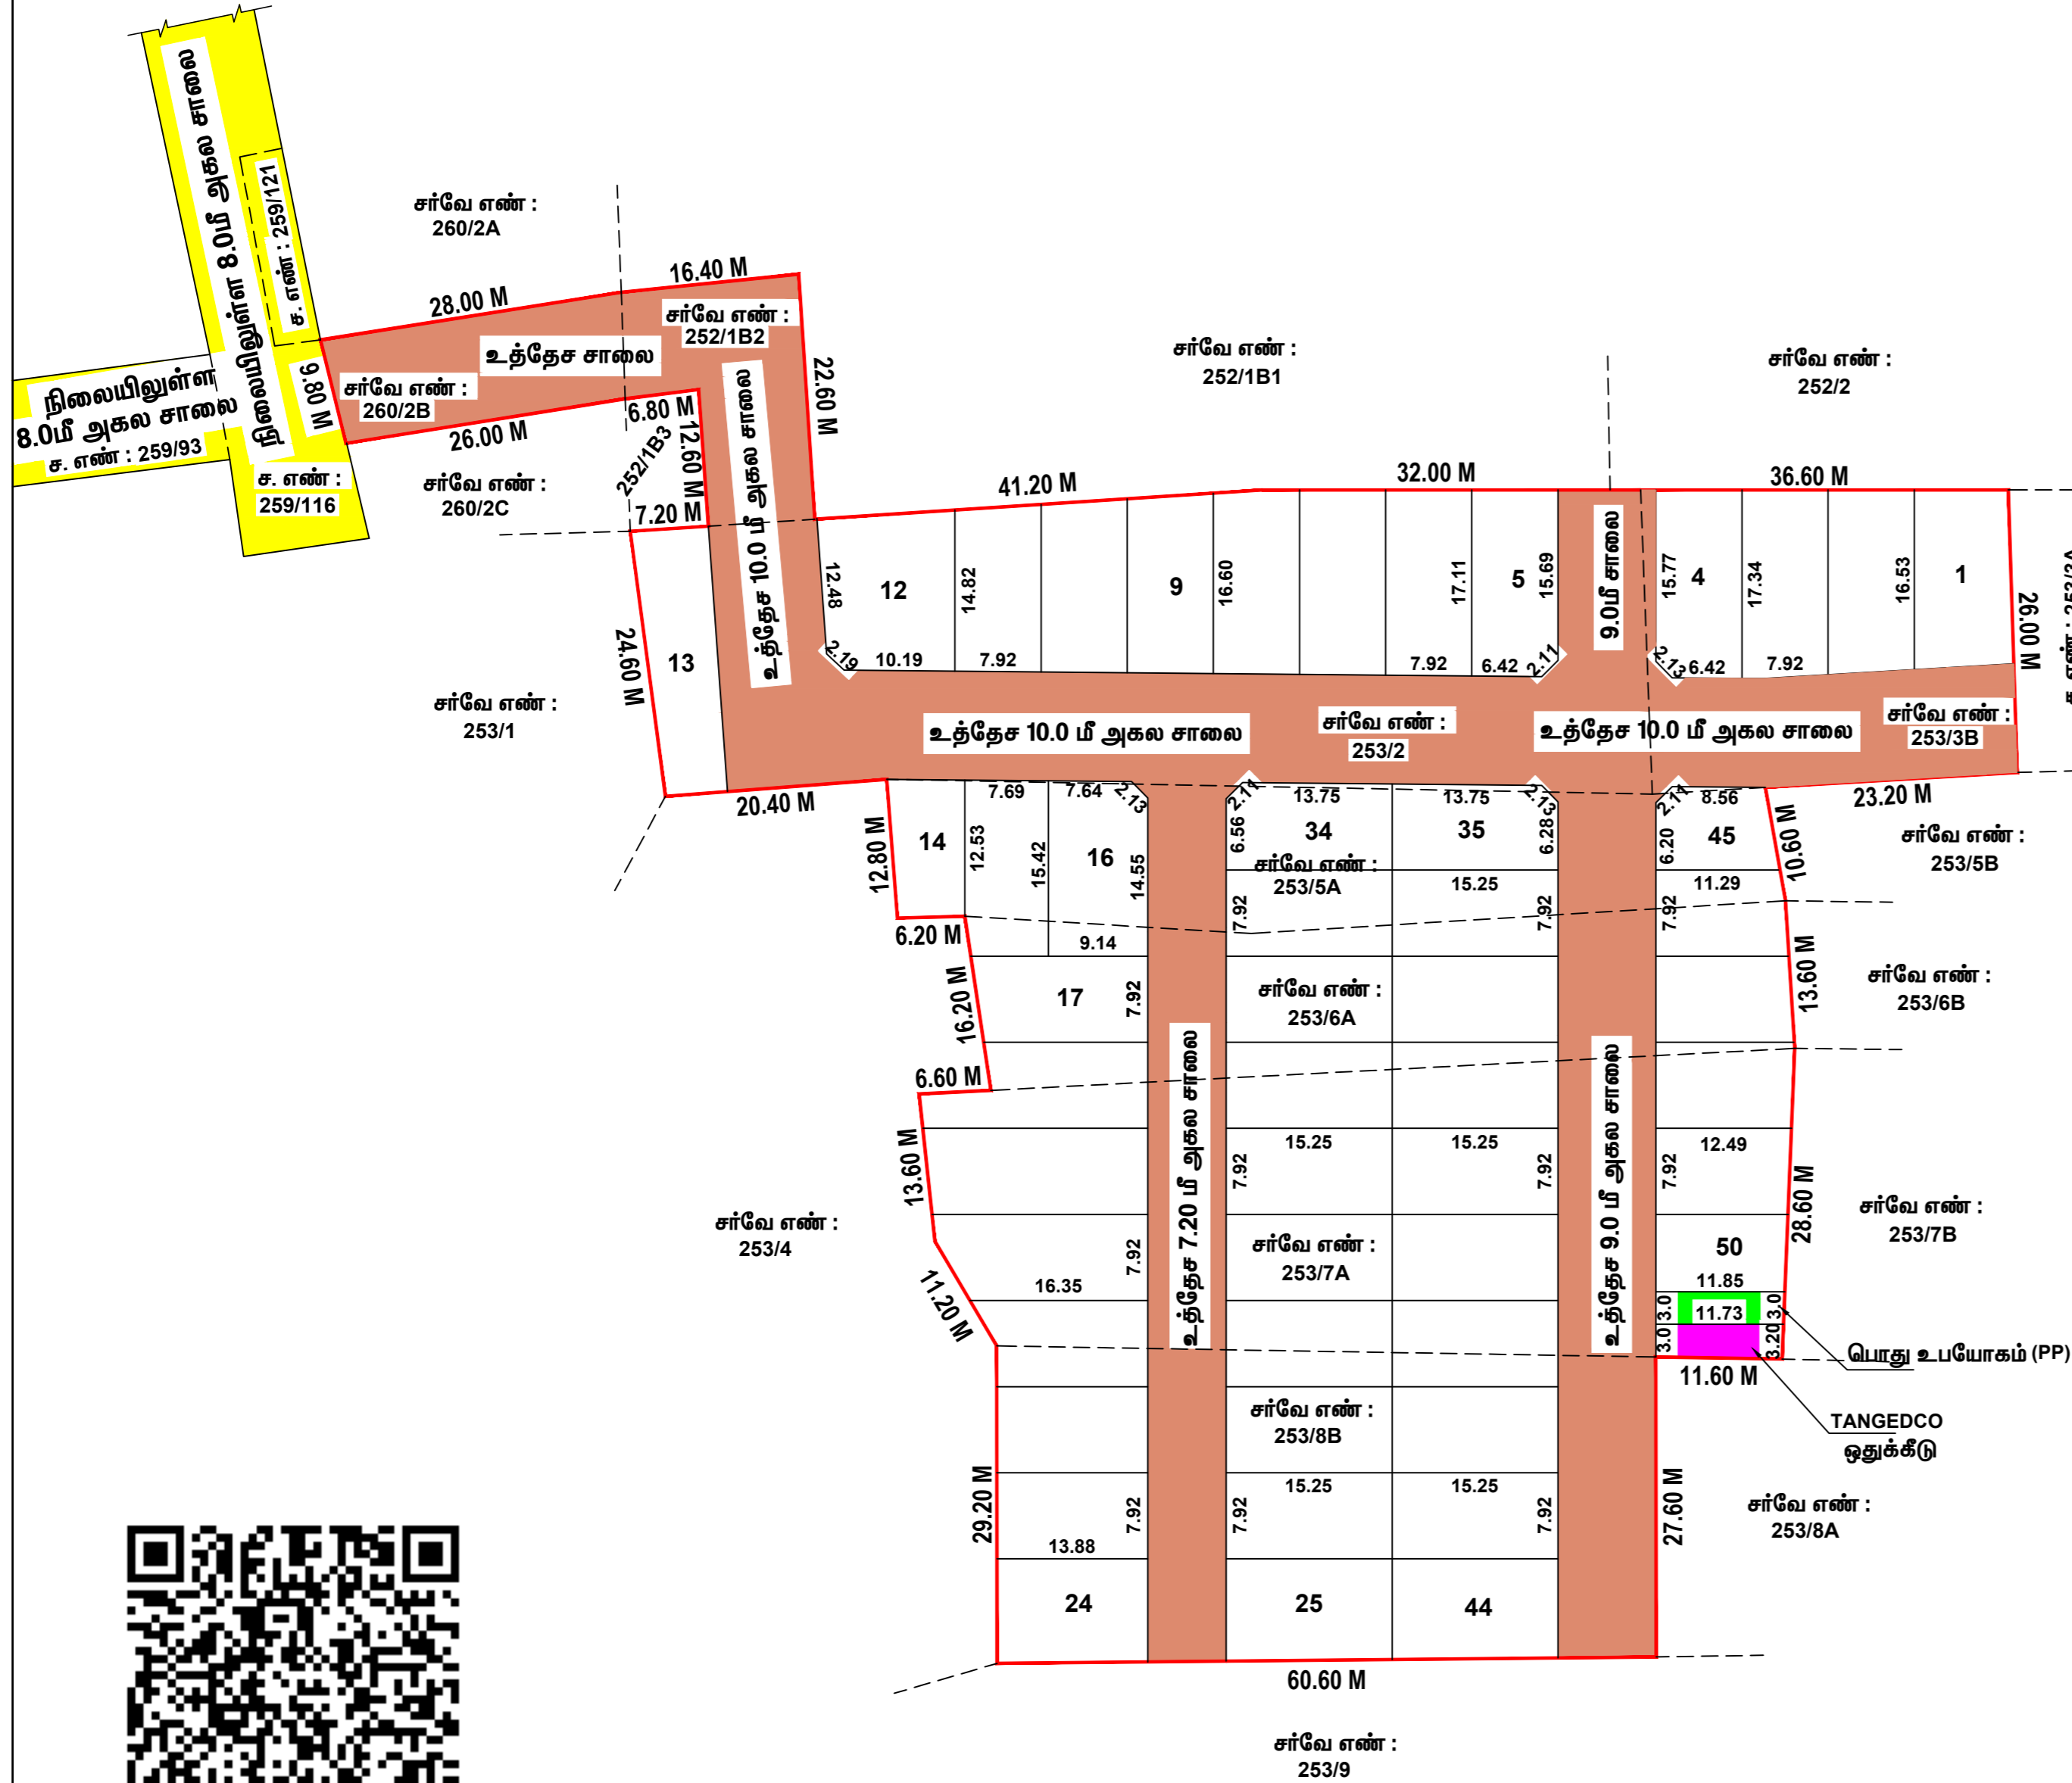 நிலையிலுள்ள 8.0மீ அகல சாலை
ச. எண் : 259/121
சர்வே எண் :
260/2A
16.40 M
28.00 M
சர்வே எண் :
252/1B2
உத்தேச சாலை
நிலையிலுள்ள
8.0மீ அகல சாலை
ச. எண் : 259/93
9.80 M
சர்வே எண் :
260/2B
26.00 M
6.80 M
12.60 M
252/1B3
22.60 M
உத்தேச 10.0 மீ அகல சாலை
ச. எண் :
259/116
சர்வே எண் :
260/2C
7.20 M
சர்வே எண் :
252/1B1
சர்வே எண் :
252/2
41.20 M
32.00 M
36.60 M
12.48
12
14.82
9
16.60
17.11
5
15.69
9.0மீ சாலை
15.77
4
17.34
16.53
1
26.00 M
2.19
10.19
7.92
7.92
6.42
2.11
2.13
6.42
7.92
24.60 M
13
சர்வே எண் :
253/1
உத்தேச 10.0 மீ அகல சாலை
சர்வே எண் :
253/2
உத்தேச 10.0 மீ அகல சாலை
சர்வே எண் :
253/3B
20.40 M
23.20 M
12.80 M
14
12.53
7.69
7.64
2.13
15.42
16
14.55
2.11
13.75
13.75
2.13
6.56
34
35
6.28
2.11
8.56
6.20
45
10.60 M
சர்வே எண் :
253/5B
சர்வே எண் :
253/5A
15.25
11.29
7.92
7.92
7.92
6.20 M
9.14
16.20 M
17
7.92
சர்வே எண் :
253/6A
13.60 M
சர்வே எண் :
253/6B
6.60 M
13.60 M
உத்தேச 7.20 மீ அகல சாலை
உத்தேச 9.0 மீ அகல சாலை
15.25
15.25
12.49
7.92
7.92
7.92
28.60 M
சர்வே எண் :
253/7B
சர்வே எண் :
253/4
7.92
சர்வே எண் :
253/7A
50
16.35
11.20 M
11.85
3.0
11.73
3.0
3.0
3.20
பொது உபயோகம் (PP)
11.60 M
TANGEDCO
ஒதுக்கீடு
சர்வே எண் :
253/8B
29.20 M
15.25
15.25
7.92
7.92
7.92
27.60 M
சர்வே எண் :
253/8A
13.88
24
25
44
60.60 M
சர்வே எண் :
253/9